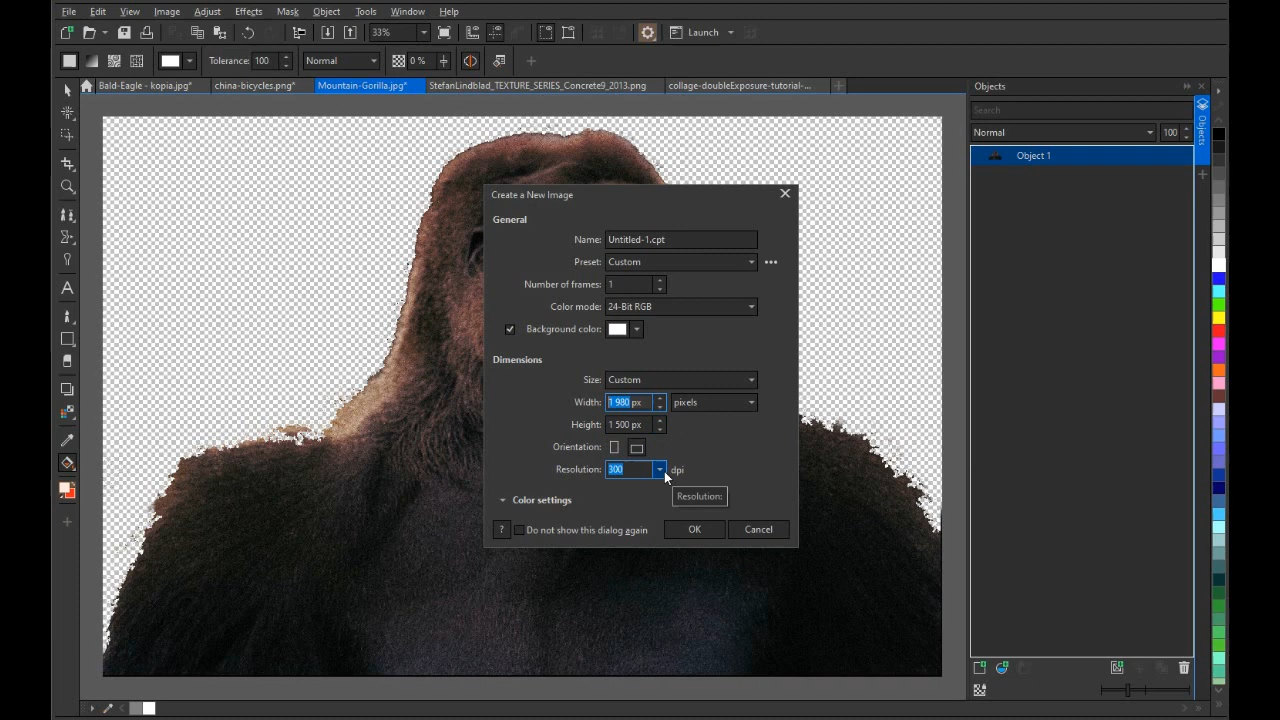 File Edit View Image Adjust Effects Mask Object Tools Window Help
33% Launch
Tolerance: 100 Normal 0 %
Bald-Eagle - kopia.jpg* china-bicycles.png* Mountain-Gorilla.jpg* StefanLindblad_TEXTURE_SERIES_Concrete9_2013.png collage-doubleExposure-tutorial-...
Objects
Search
Normal 100
Object 1
Objects
Create a New Image
General
Name: Untitled-1.cpt
Preset: Custom
Number of frames: 1
Color mode: 24-Bit RGB
Background color:
Dimensions
Size: Custom
Width: 1 980 px pixels
Height: 1 500 px
Orientation:
Resolution: 300 dpi
Resolution:
Color settings
? Do not show this dialog again OK Cancel